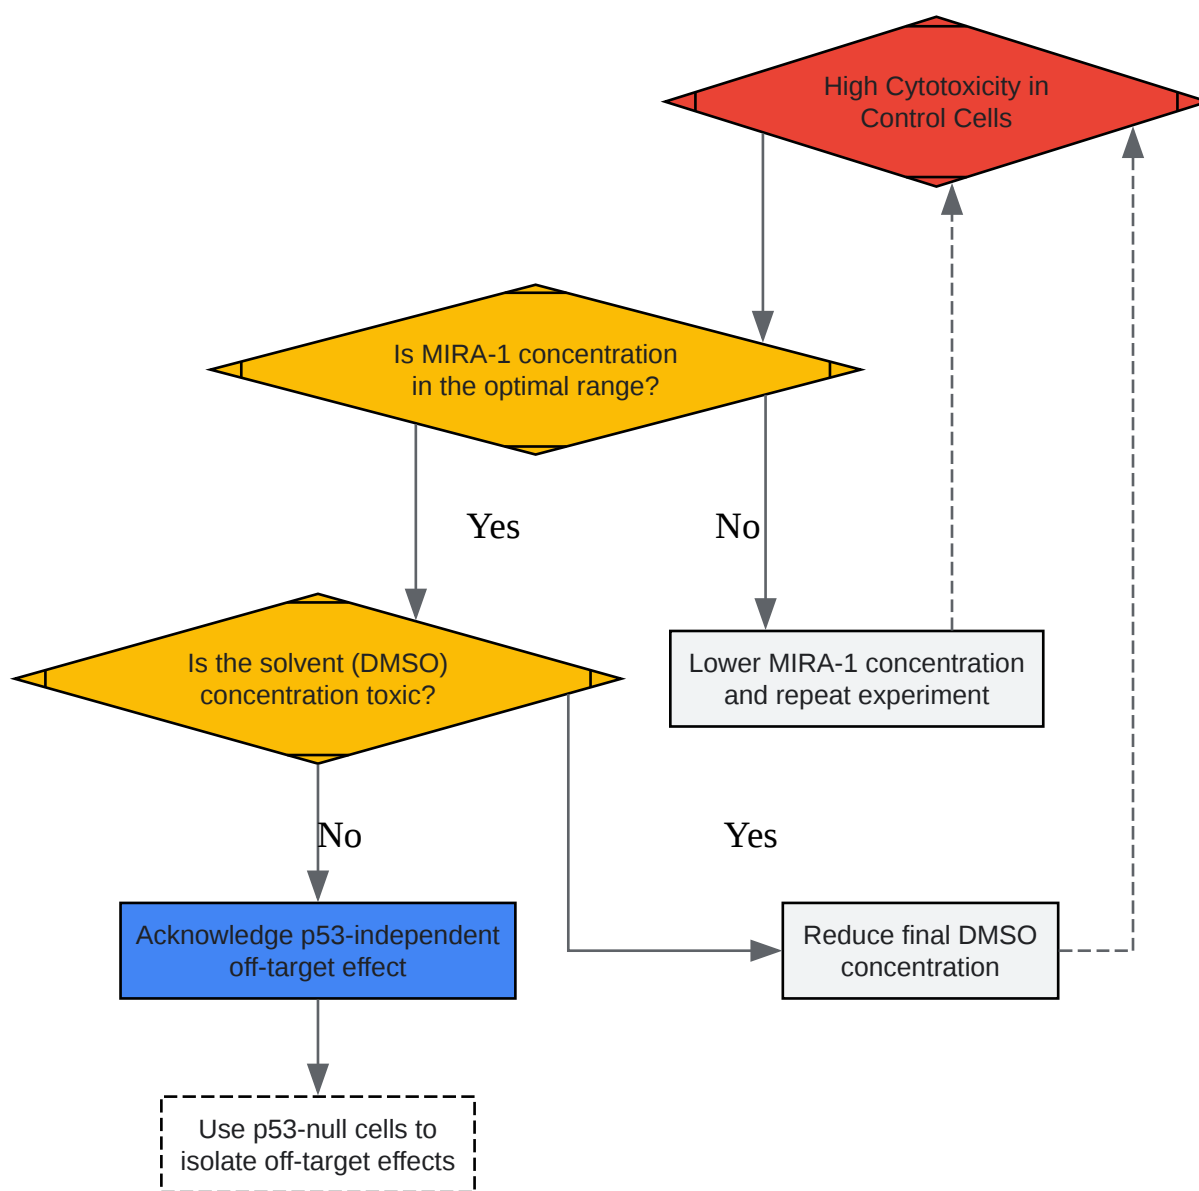 High Cytotoxicity in
Control Cells
Is MIRA-1 concentration
in the optimal range?
Yes
No
Is the solvent (DMSO)
concentration toxic?
Lower MIRA-1 concentration
and repeat experiment
No
Yes
Acknowledge p53-independent
off-target effect
Reduce final DMSO
concentration
Use p53-null cells to
isolate off-target effects